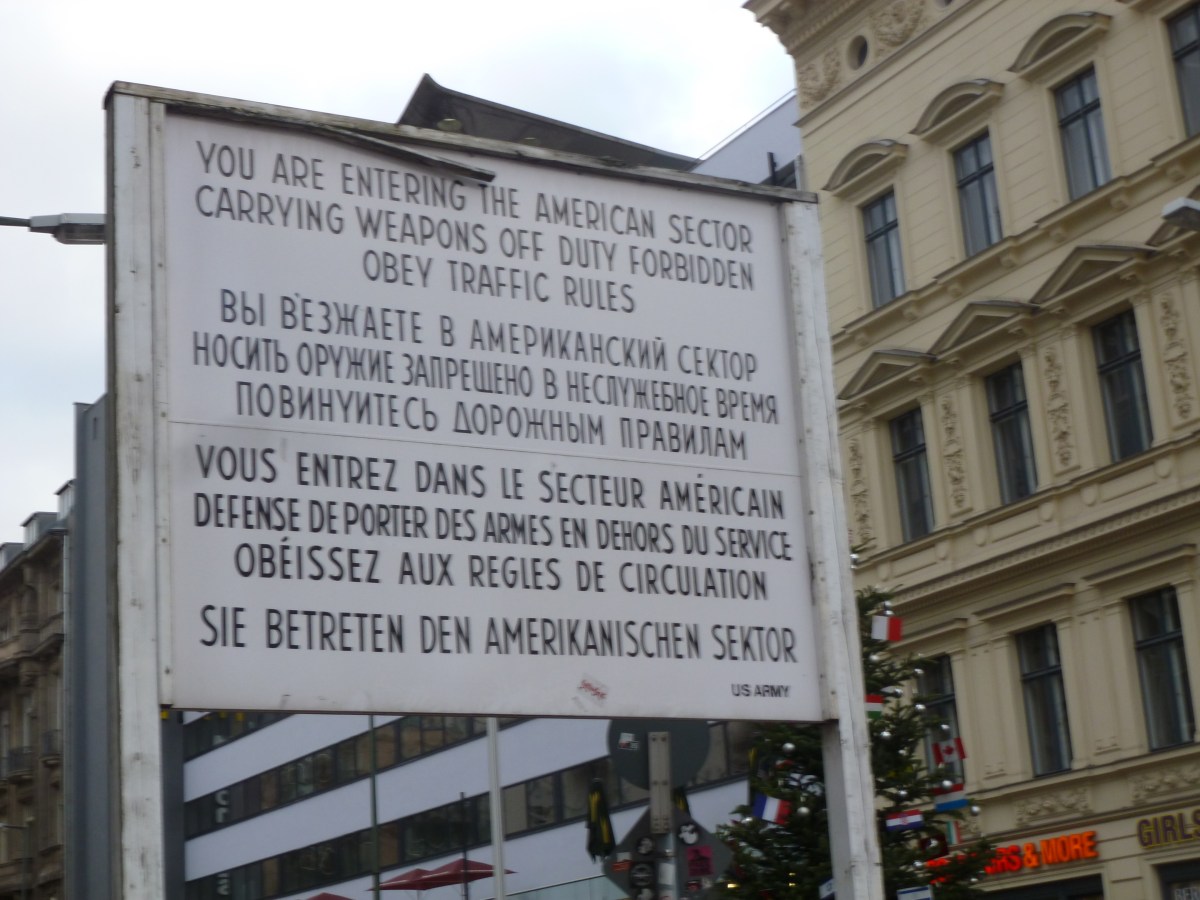 YOU ARE ENTERING THE AMERICAN SECTOR
CARRYING WEAPONS OFF DUTY FORBIDDEN
OBEY TRAFFIC RULES
ВЫ ВЪЕЗЖАЕТЕ В АМЕРИКАНСКИЙ СЕКТОР
НОСИТЬ ОРУЖИЕ ЗАПРЕЩЕНО В НЕСЛУЖЕБНОЕ ВРЕМЯ
ПОВИНУИТЕСЬ ДОРОЖНЫМ ПРАВИЛАМ
VOUS ENTREZ DANS LE SECTEUR AMÉRICAIN
DEFENSE DE PORTER DES ARMES EN DEHORS DU SERVICE
OBÉISSEZ AUX REGLES DE CIRCULATION
SIE BETRETEN DEN AMERIKANISCHEN SEKTOR
US ARMY
& MORE
GIRLS